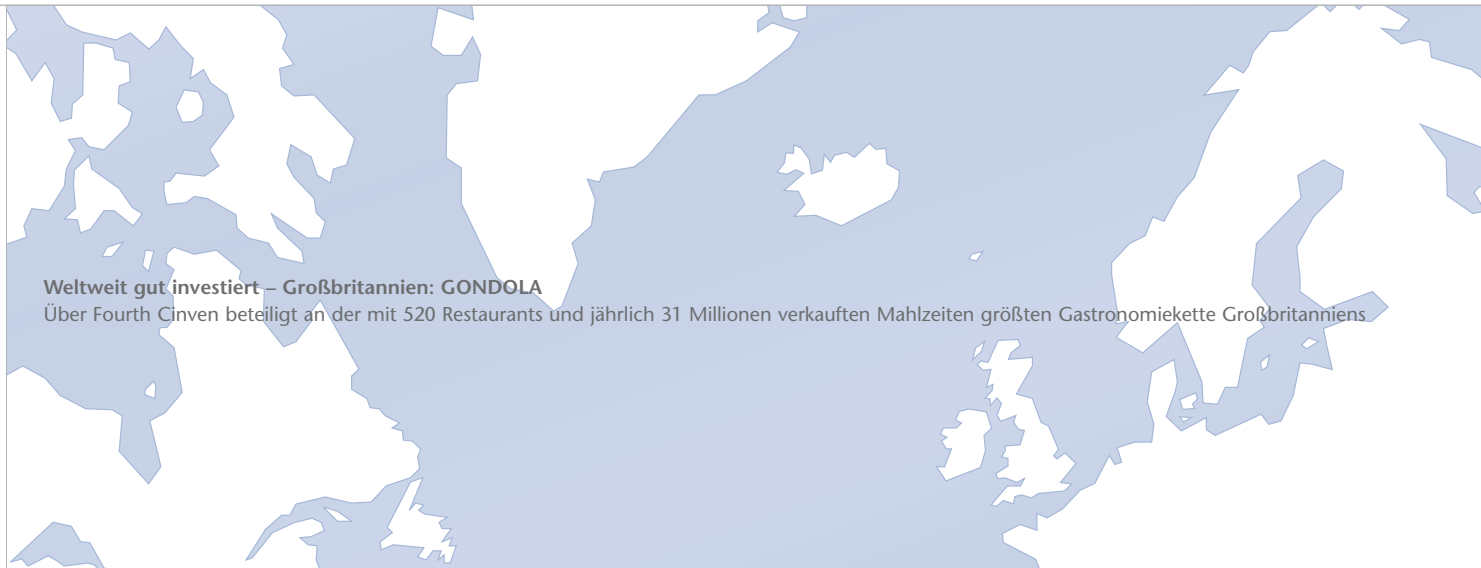 Weltweit gut investiert – Großbritannien: GONDOLA
Über Fourth Cinven beteiligt an der mit 520 Restaurants und jährlich 31 Millionen verkauften Mahlzeiten größten Gastronomiekette Großbritanniens